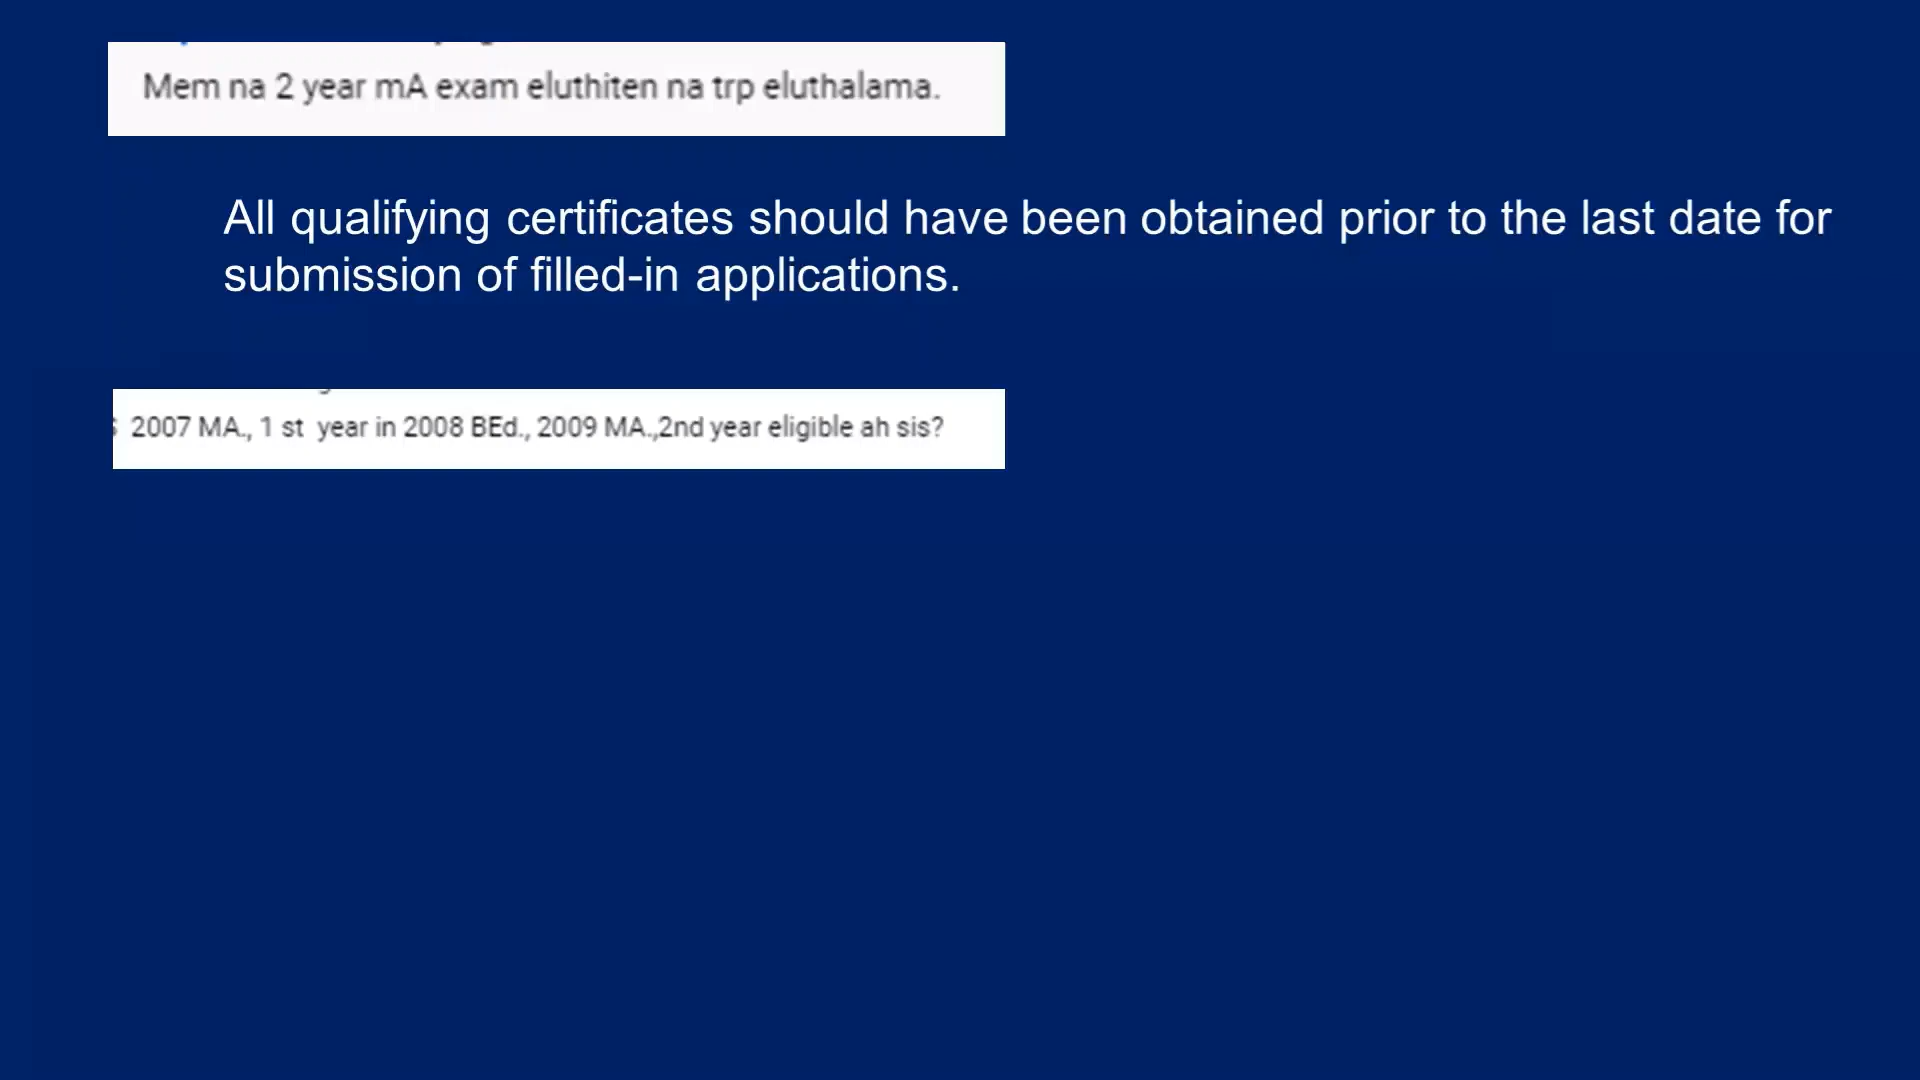 Mem na 2 year mA exam eluthiten na trp eluthalama.
All qualifying certificates should have been obtained prior to the last date for
submission of filled-in applications.
2007 MA., 1 st year in 2008 BEd., 2009 MA.,2nd year eligible ah sis?